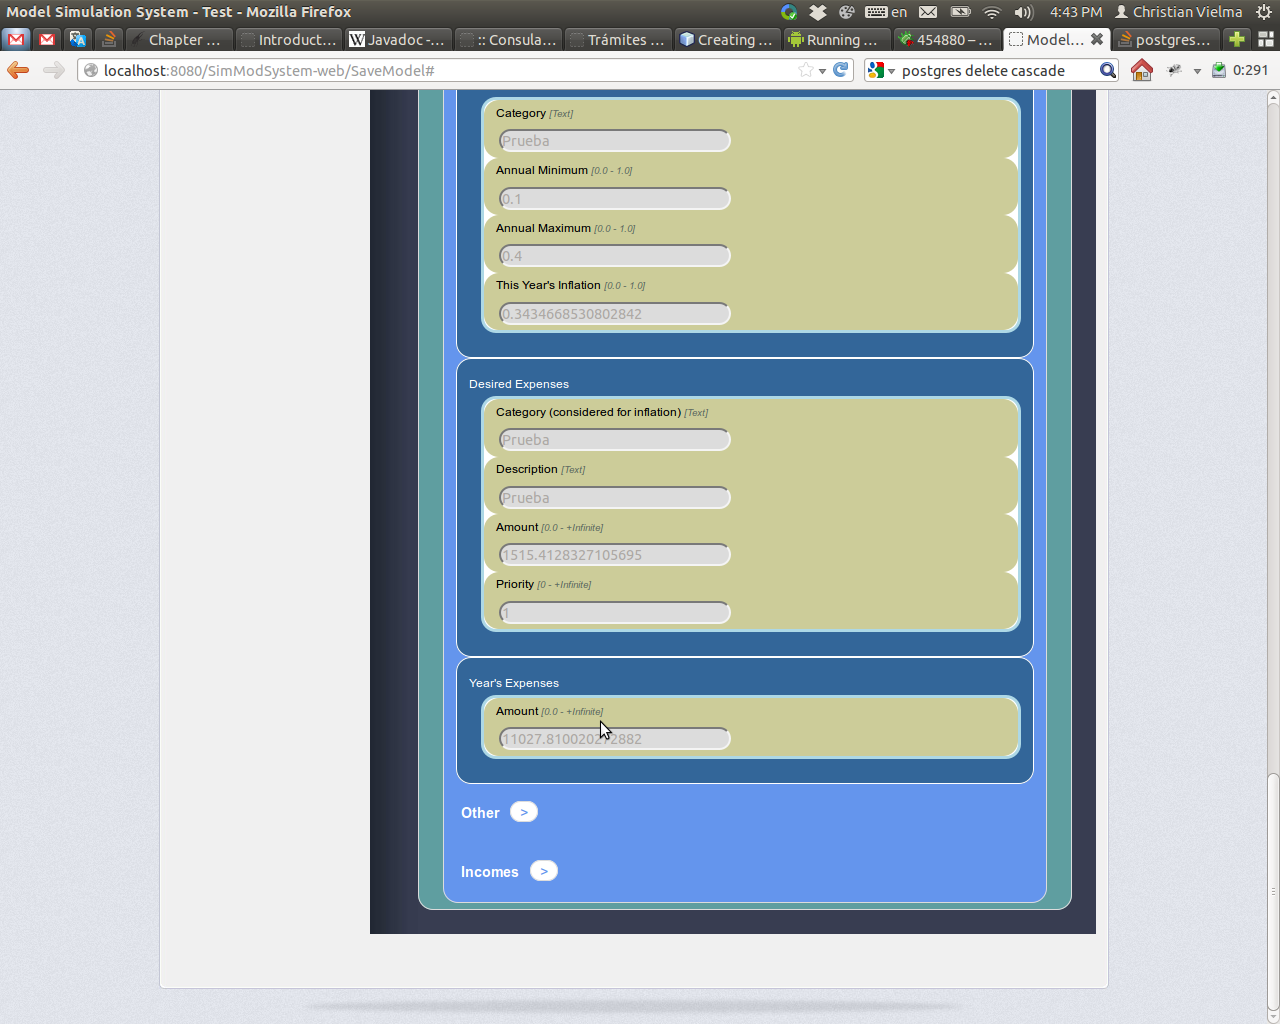 Model Simulation System - Test - Mozilla Firefox
en
4:43 PM
Christian Vielma
Chapter ...
Introduct...
Javadoc -...
:: Consula...
Trámites ...
Creating ...
Running ...
454880 – ...
Model...
postgres...
localhost:8080/SimModSystem-web/SaveModel#
postgres delete cascade
0:291
Category [Text]
Prueba
Annual Minimum [0.0 - 1.0]
0.1
Annual Maximum [0.0 - 1.0]
0.4
This Year's Inflation [0.0 - 1.0]
0.3434668530802842
Desired Expenses
Category (considered for inflation) [Text]
Prueba
Description [Text]
Prueba
Amount [0.0 - +Infinite]
1515.4128327105695
Priority [0 - +Infinite]
1
Year's Expenses
Amount [0.0 - +Infinite]
Other >
Incomes >